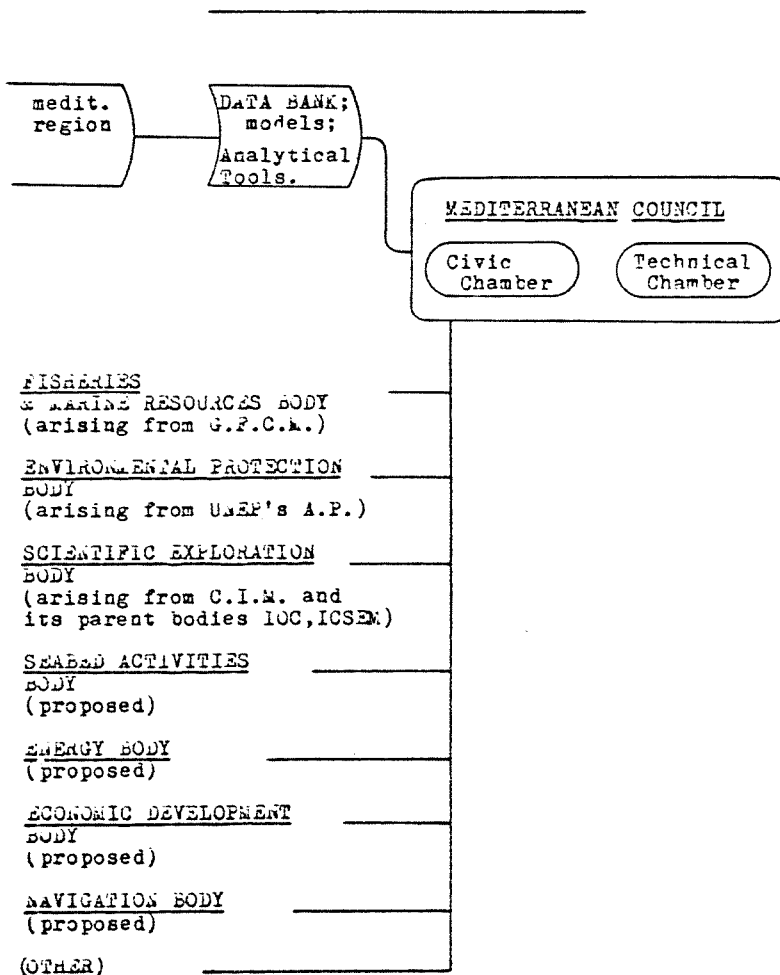 medit.
region
DATA BANK;
models;
Analytical
Tools.
MEDITERRANEAN COUNCIL
Civic
Chamber
Technical
Chamber
FISHERIES
& MARINE RESOURCES BODY
(arising from G.F.C.M.)
ENVIRONMENTAL PROTECTION
BODY
(arising from UNEP's A.P.)
SCIENTIFIC EXPLORATION
BODY
(arising from C.I.M. and
its parent bodies IOC,ICSEM)
SEABED ACTIVITIES
BODY
(proposed)
ENERGY BODY
(proposed)
ECONOMIC DEVELOPMENT
BODY
(proposed)
NAVIGATION BODY
(proposed)
(OTHER)